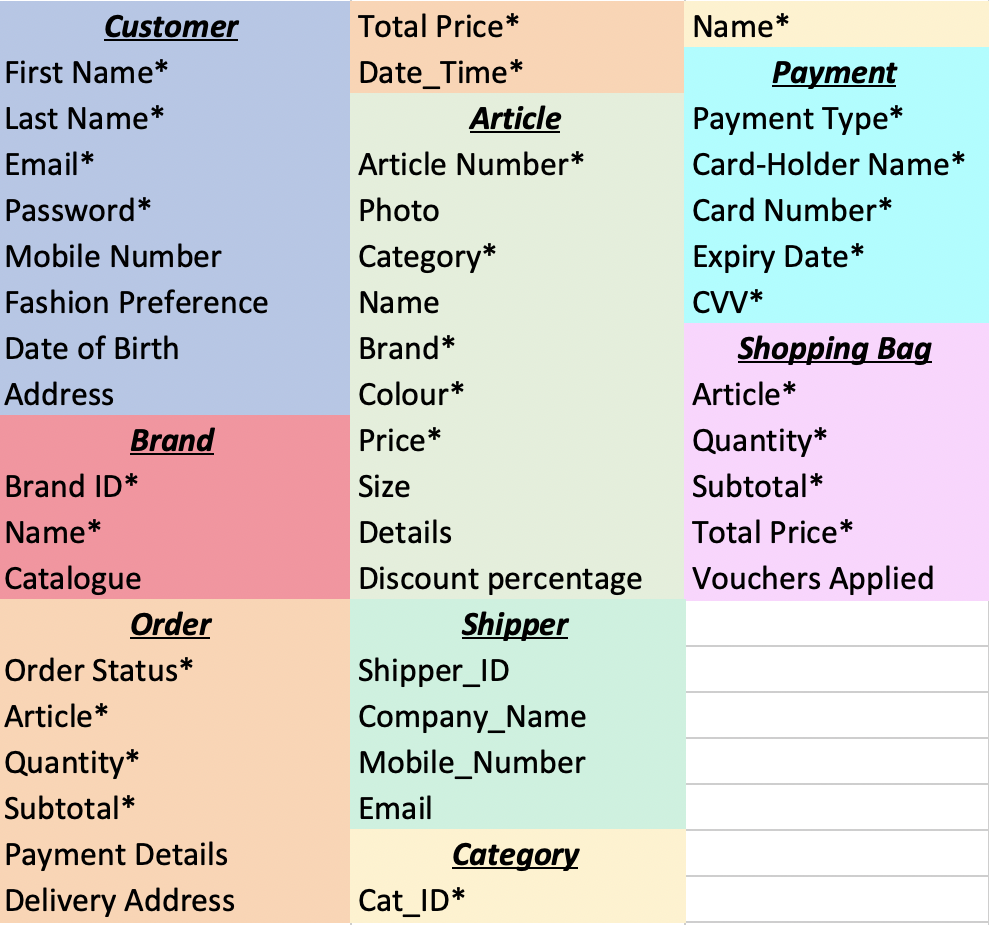 Customer
First Name*
Last Name*
Email*
Password*
Mobile Number
Fashion Preference
Date of Birth
Address
Brand
Brand ID*
Name*
Catalogue
Order
Order Status*
Article*
Quantity*
Subtotal*
Payment Details
Delivery Address
Total Price*
Date_Time*
Article
Article Number*
Photo
Category*
Name
Brand*
Colour*
Price*
Size
Details
Discount percentage
Shipper
Shipper_ID
Company_Name
Mobile_Number
Email
Category
Cat_ID*
Name*
Payment
Payment Type*
Card-Holder Name*
Card Number*
Expiry Date*
CVV*
Shopping Bag
Article*
Quantity*
Subtotal*
Total Price*
Vouchers Applied